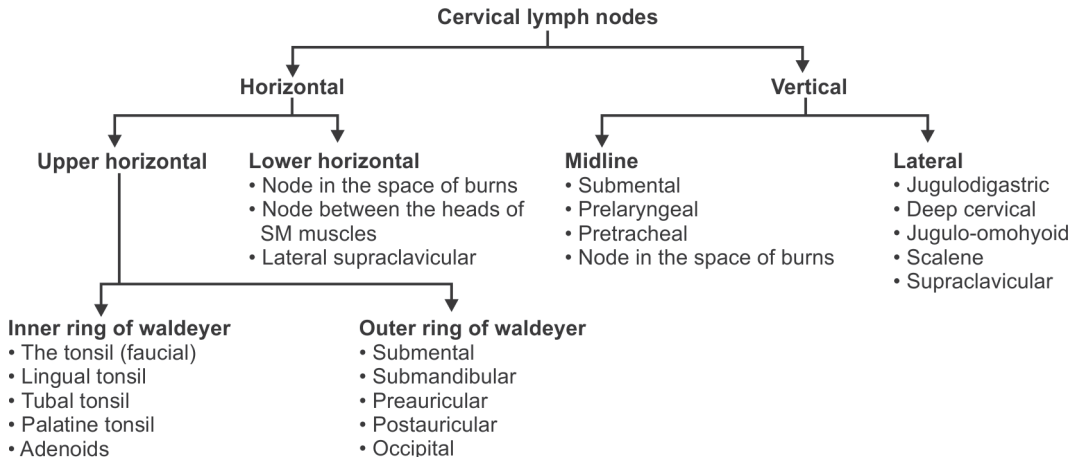 Cervical lymph nodes
Horizontal
Vertical
Upper horizontal
Lower horizontal
• Node in the space of burns
• Node between the heads of
SM muscles
• Lateral supraclavicular
Midline
• Submental
• Prelaryngeal
• Pretracheal
• Node in the space of burns
Lateral
• Jugulodigastric
• Deep cervical
• Jugulo-omohyoid
• Scalene
• Supraclavicular
Inner ring of waldeyer
• The tonsil (faucial)
• Lingual tonsil
• Tubal tonsil
• Palatine tonsil
• Adenoids
Outer ring of waldeyer
• Submental
• Submandibular
• Preauricular
• Postauricular
• Occipital